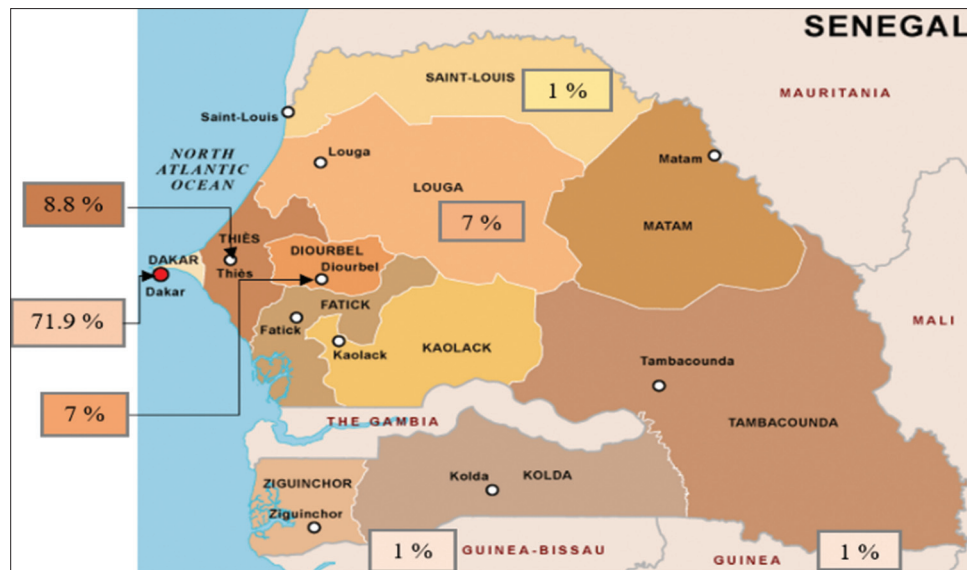 SENEGAL
SAINT-LOUIS
1 %
MAURITANIA
Saint-Louis
NORTH
ATLANTIC
OCEAN
Louga
Matam
LOUGA
8.8 %
7 %
MATAM
THIÈS
DIOURBEL
DAKAR
Thiès
Diourbel
Dakar
FATICK
71.9 %
Fatick
MALI
Kaolack
KAOLACK
Tambacounda
7 %
THE GAMBIA
TAMBACOUNDA
ZIGUINCHOR
Kolda
KOLDA
Ziguinchor
1 %
GUINEA-BISSAU
GUINEA
1 %